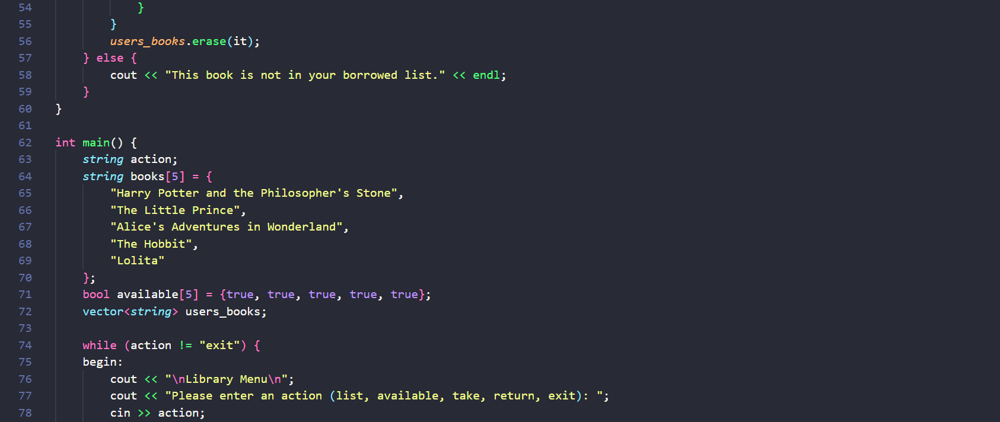 54 }
55 }
56 users_books.erase(it);
57 } else {
58 cout << "This book is not in your borrowed list." << endl;
59 }
60 }
61
62 int main() {
63 string action;
64 string books[5] = {
65 "Harry Potter and the Philosopher's Stone",
66 "The Little Prince",
67 "Alice's Adventures in Wonderland",
68 "The Hobbit",
69 "Lolita"
70 };
71 bool available[5] = {true, true, true, true, true};
72 vector<string> users_books;
73
74 while (action != "exit") {
75 begin:
76 cout << "\nLibrary Menu\n";
77 cout << "Please enter an action (list, available, take, return, exit): ";
78 cin >> action;